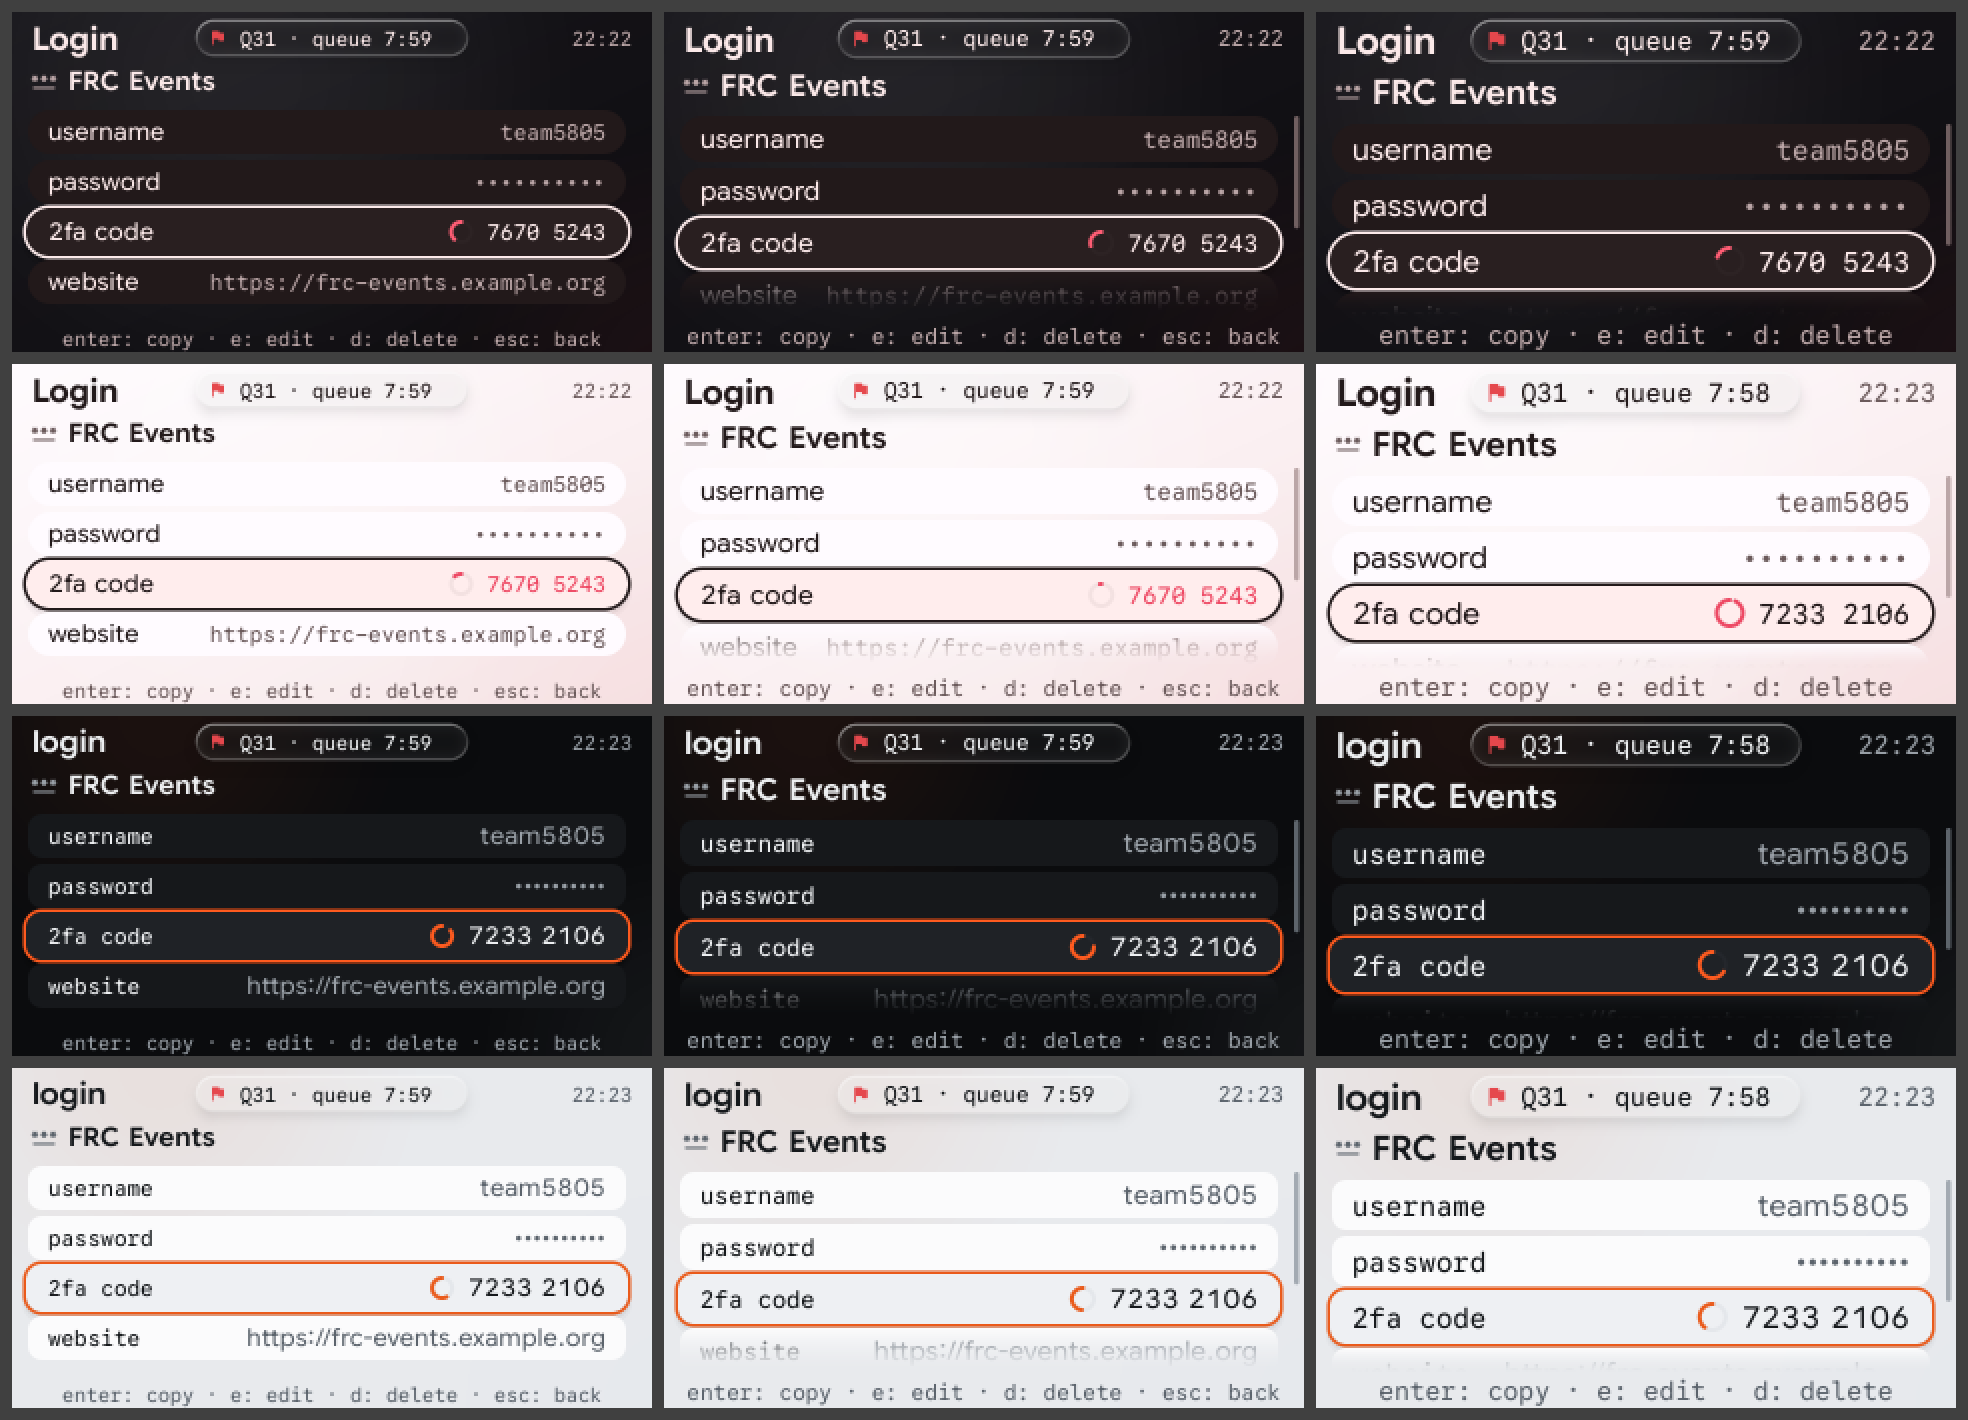 Login Q31 · queue 7:59 22:22
FRC Events
username team5805
password ••••••••••
2fa code 7670 5243
website https://frc-events.example.org
enter: copy · e: edit · d: delete · esc: back
Login Q31 · queue 7:59 22:22
FRC Events
username team5805
password ••••••••••
2fa code 7670 5243
website https://frc-events.example.org
enter: copy · e: edit · d: delete · esc: back
Login Q31 · queue 7:59 22:22
FRC Events
username team5805
password ••••••••••
2fa code 7670 5243
enter: copy · e: edit · d: delete
Login Q31 · queue 7:59 22:22
FRC Events
username team5805
password ••••••••••
2fa code 7670 5243
website https://frc-events.example.org
enter: copy · e: edit · d: delete · esc: back
Login Q31 · queue 7:59 22:22
FRC Events
username team5805
password ••••••••••
2fa code 7670 5243
website https://frc-events.example.org
enter: copy · e: edit · d: delete · esc: back
Login Q31 · queue 7:58 22:23
FRC Events
username team5805
password ••••••••••
2fa code 7233 2106
enter: copy · e: edit · d: delete
login Q31 · queue 7:59 22:23
FRC Events
username team5805
password ••••••••••
2fa code 7233 2106
website https://frc-events.example.org
enter: copy · e: edit · d: delete · esc: back
login Q31 · queue 7:59 22:23
FRC Events
username team5805
password ••••••••••
2fa code 7233 2106
website https://frc-events.example.org
enter: copy · e: edit · d: delete · esc: back
login Q31 · queue 7:58 22:23
FRC Events
username team5805
password ••••••••••
2fa code 7233 2106
enter: copy · e: edit · d: delete
login Q31 · queue 7:59 22:23
FRC Events
username team5805
password ••••••••••
2fa code 7233 2106
website https://frc-events.example.org
enter: copy · e: edit · d: delete · esc: back
login Q31 · queue 7:59 22:23
FRC Events
username team5805
password ••••••••••
2fa code 7233 2106
website https://frc-events.example.org
enter: copy · e: edit · d: delete · esc: back
login Q31 · queue 7:58 22:23
FRC Events
username team5805
password ••••••••••
2fa code 7233 2106
enter: copy · e: edit · d: delete